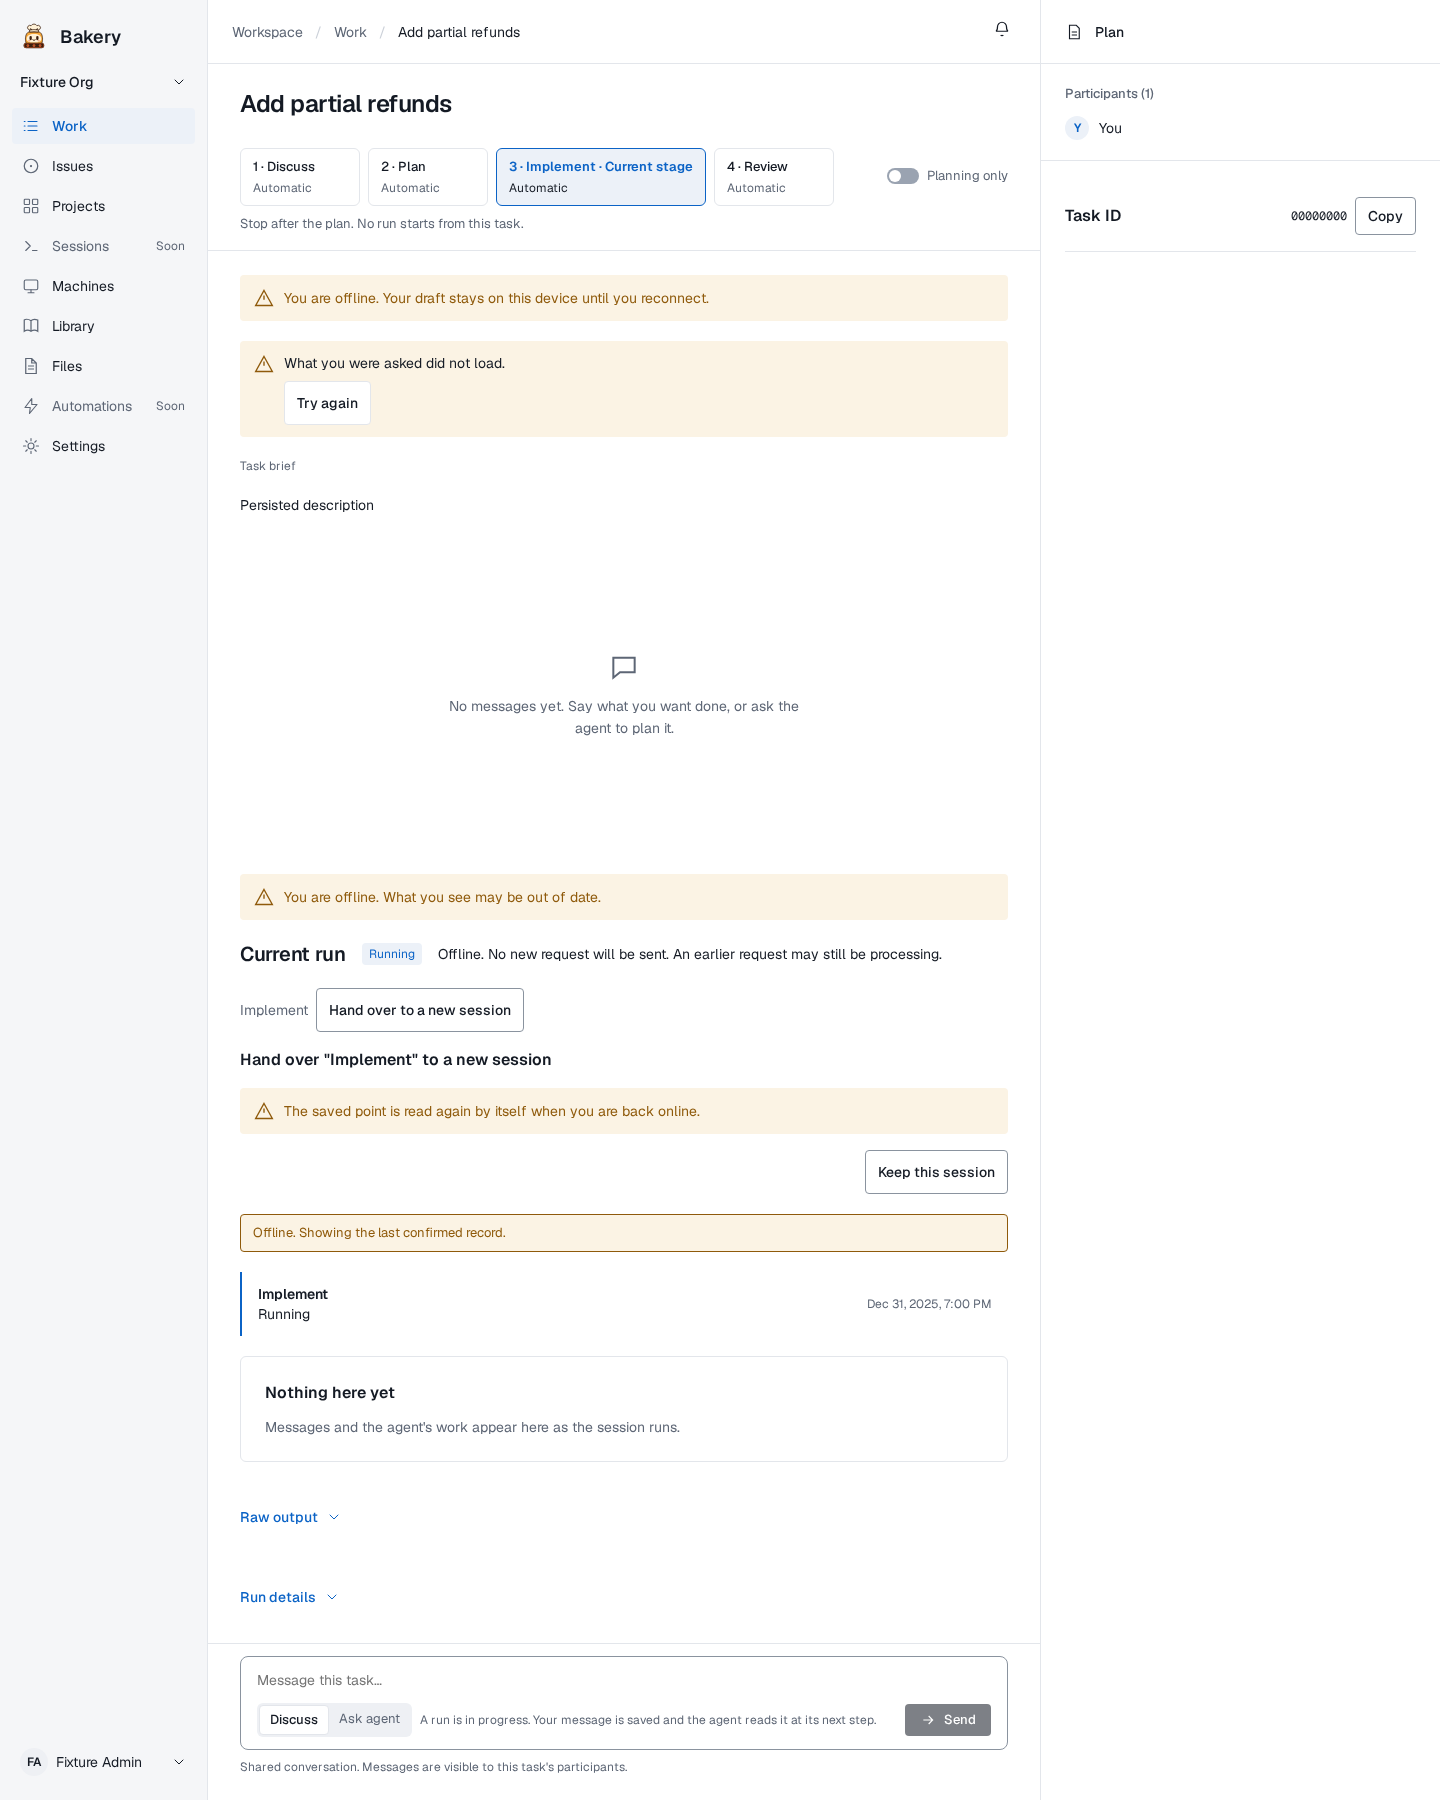 Bakery
Fixture Org
Work
Issues
Projects
Sessions Soon
Machines
Library
Files
Automations Soon
Settings
FA Fixture Admin
Workspace / Work / Add partial refunds
Add partial refunds
1 · Discuss
Automatic
2 · Plan
Automatic
3 · Implement · Current stage
Automatic
4 · Review
Automatic
Planning only
Stop after the plan. No run starts from this task.
You are offline. Your draft stays on this device until you reconnect.
What you were asked did not load.
Try again
Task brief
Persisted description
No messages yet. Say what you want done, or ask the
agent to plan it.
You are offline. What you see may be out of date.
Current run Running Offline. No new request will be sent. An earlier request may still be processing.
Implement Hand over to a new session
Hand over "Implement" to a new session
The saved point is read again by itself when you are back online.
Keep this session
Offline. Showing the last confirmed record.
Implement
Running
Dec 31, 2025, 7:00 PM
Nothing here yet
Messages and the agent's work appear here as the session runs.
Raw output
Run details
Message this task...
Discuss Ask agent A run is in progress. Your message is saved and the agent reads it at its next step. Send
Shared conversation. Messages are visible to this task's participants.
Plan
Participants (1)
Y You
Task ID 00000000 Copy